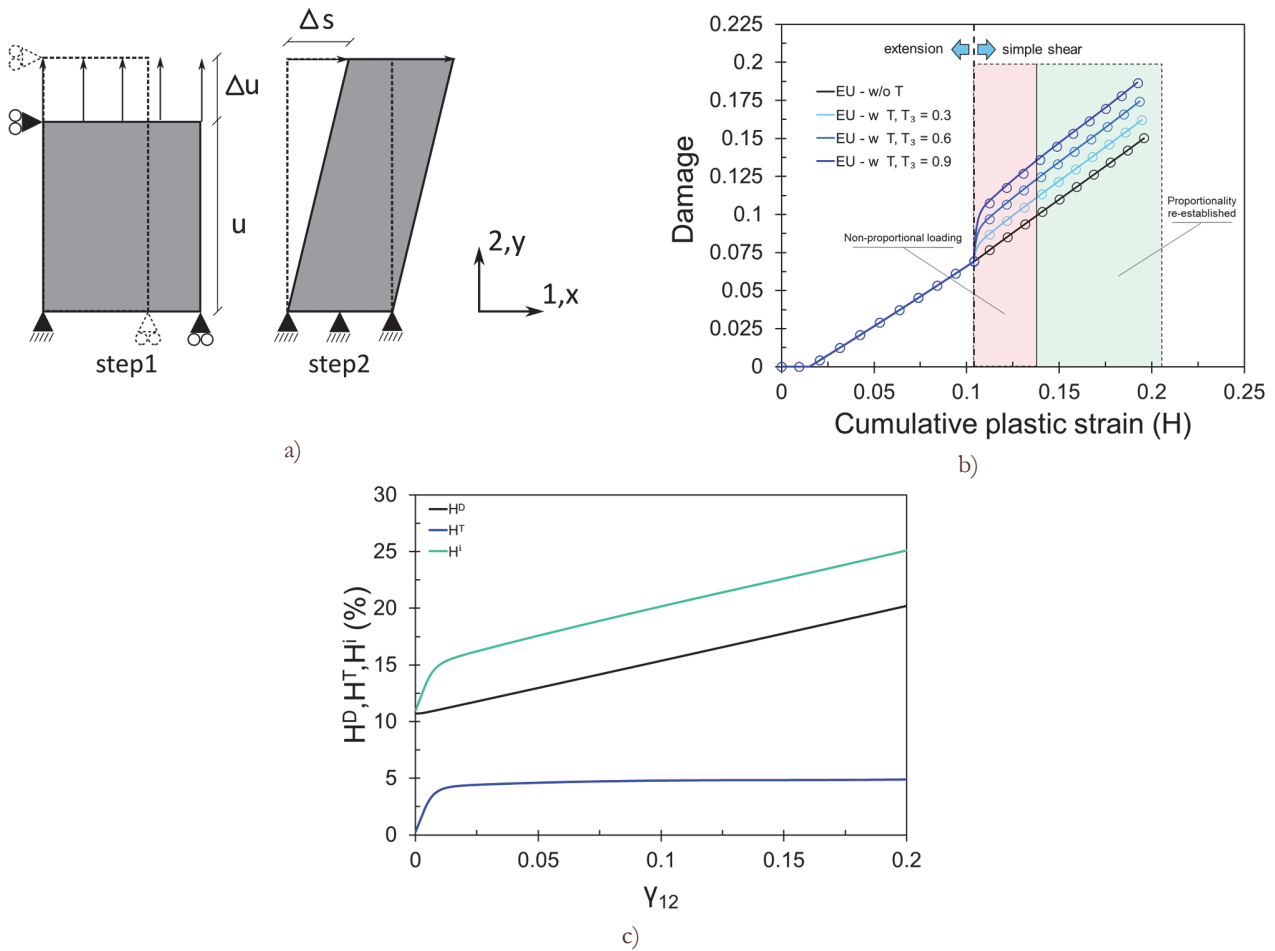 Δs
Δu
u
2,y
1,x
step1
step2
a)
0.225
0.2
0.175
0.15
0.125
0.1
0.075
0.05
0.025
0
Damage
extension
simple shear
EU - w/o T
EU - w T, T₃ = 0.3
EU - w T, T₃ = 0.6
EU - w T, T₃ = 0.9
Non-proportional loading
Proportionality
re-established
0 0.05 0.1 0.15 0.2 0.25
Cumulative plastic strain (H)
b)
30
25
20
15
10
5
0
Hᴰ,Hᵀ,Hⁱ (%)
Hᴰ
Hᵀ
Hⁱ
0 0.05 0.1 0.15 0.2
γ₁₂
c)